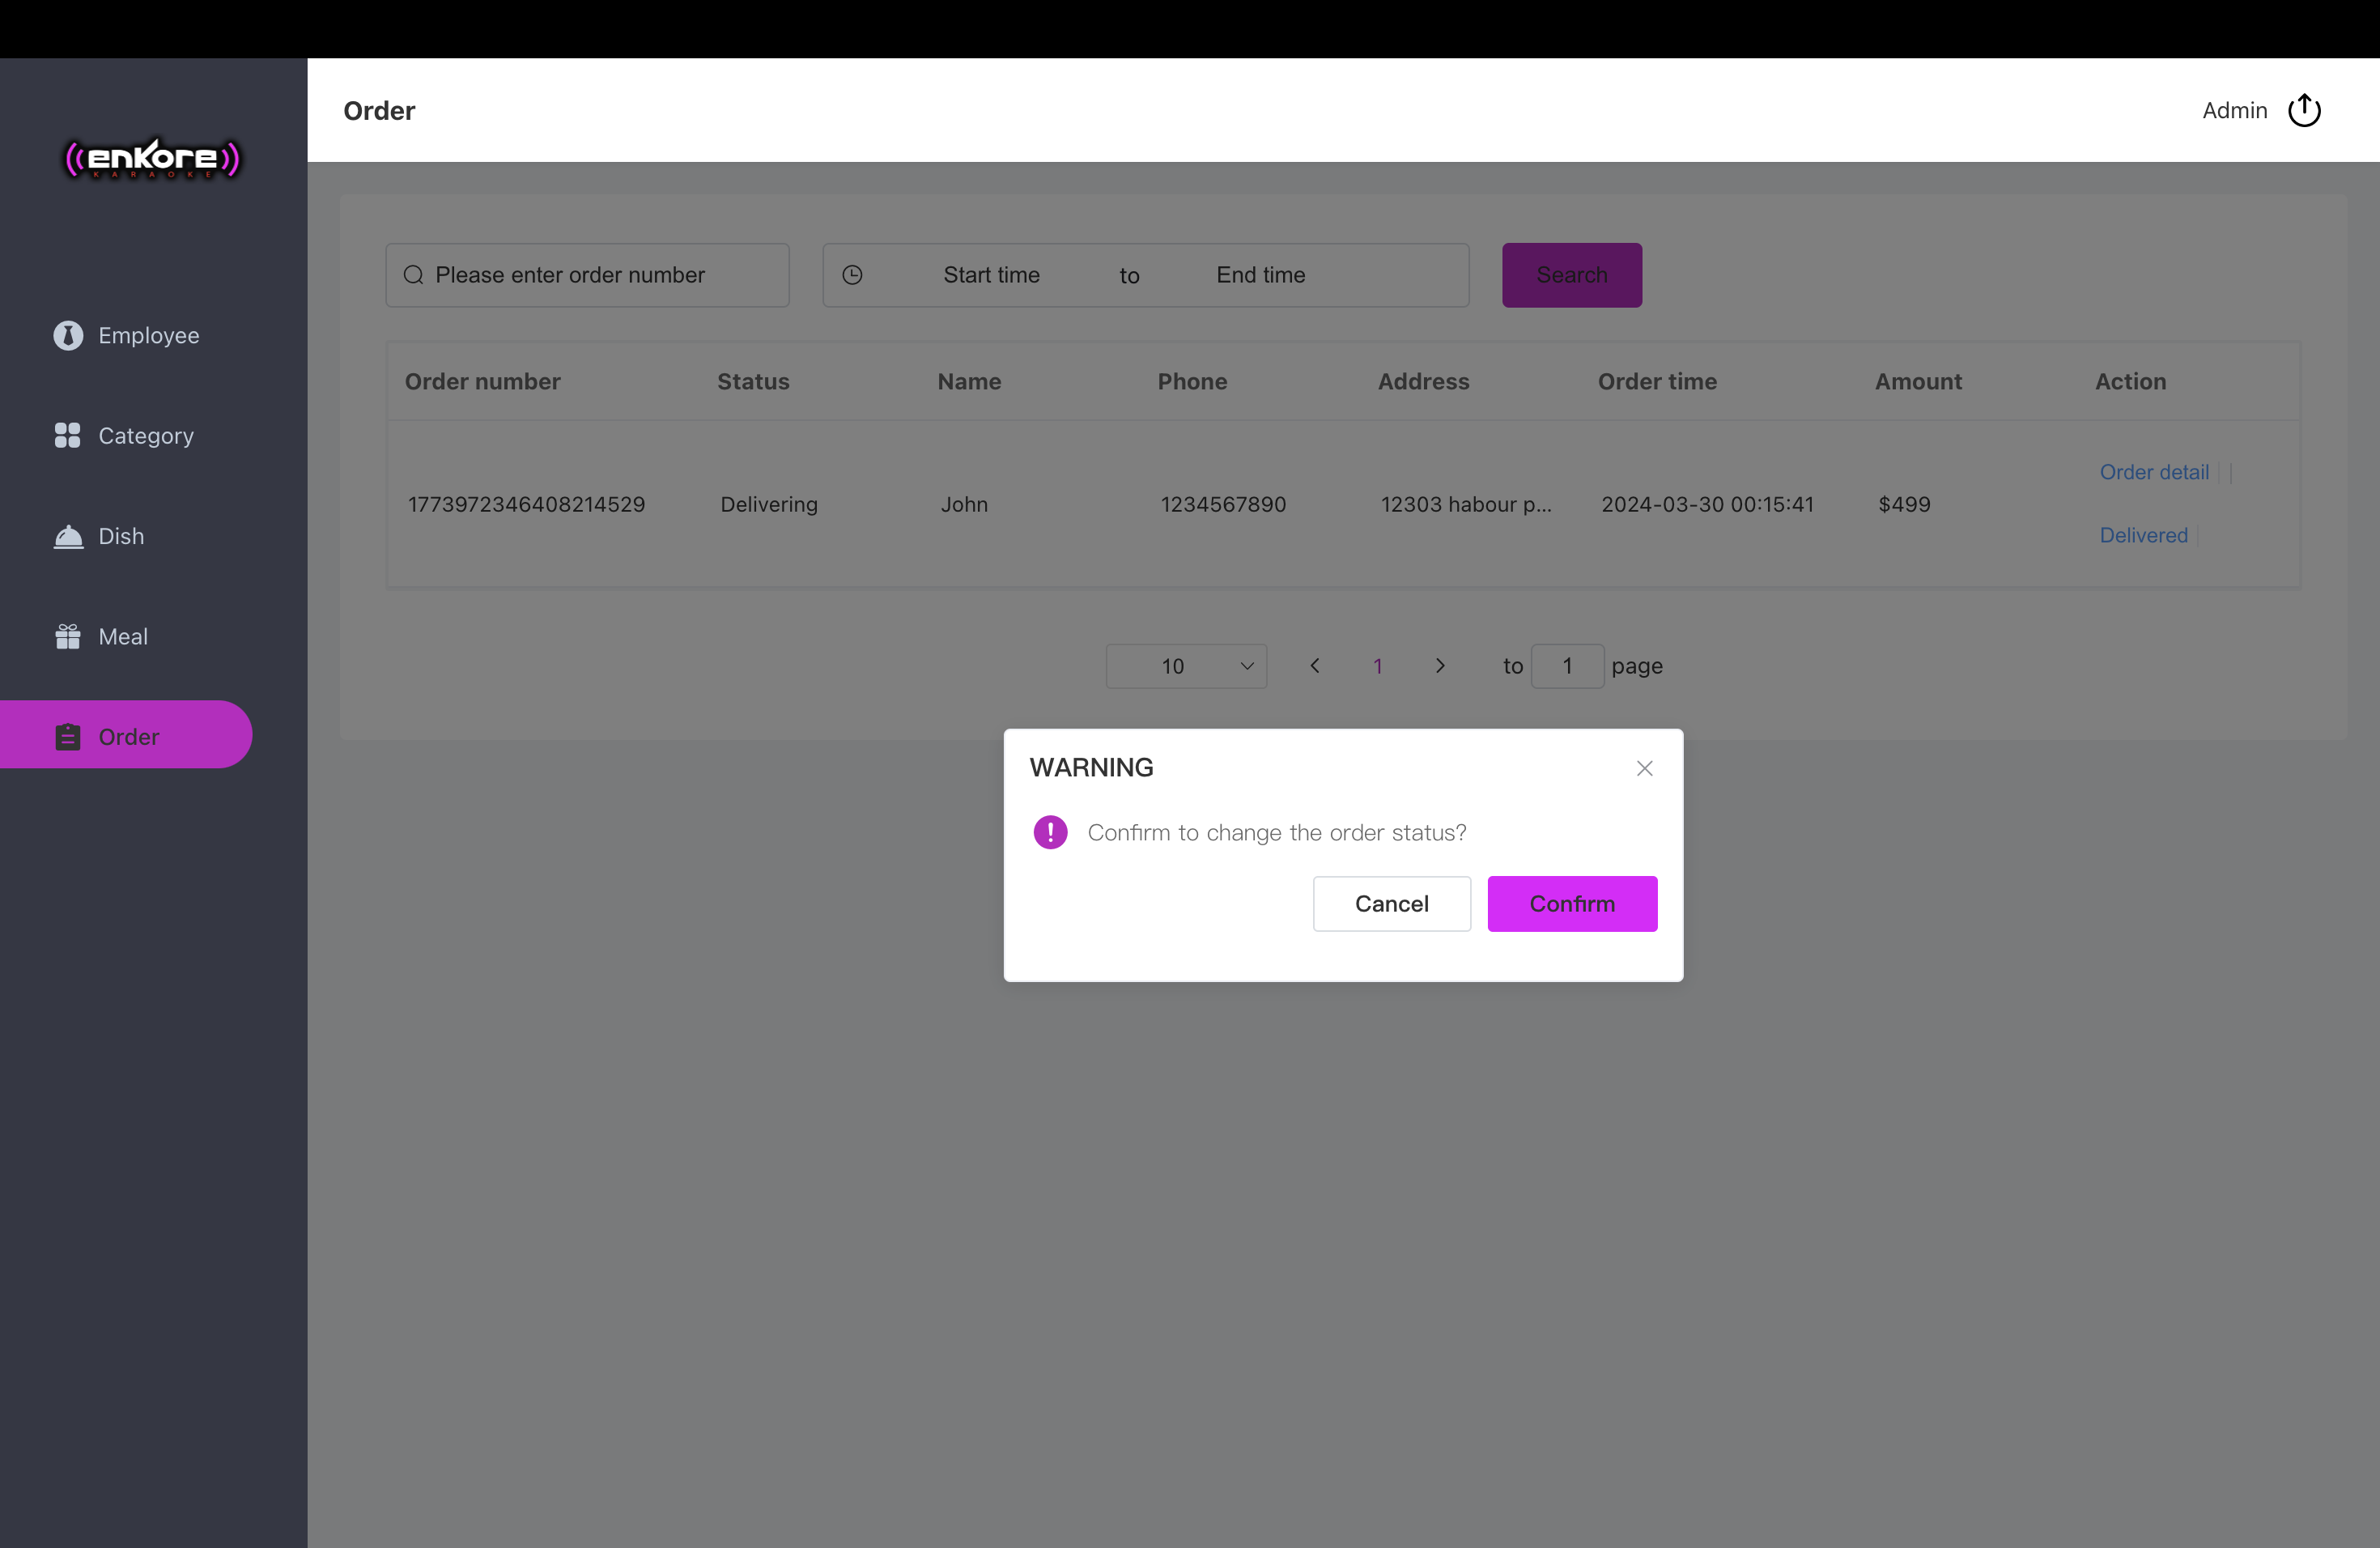 enKore
KARAOKE
Employee
Category
Dish
Meal
Order
Order
Admin
Please enter order number
Start time to End time
Search
Order number Status Name Phone Address Order time Amount Action
1773972346408214529 Delivering John 1234567890 12303 habour p... 2024-03-30 00:15:41 $499
Order detail
Delivered
10 1 to 1 page
WARNING
Confirm to change the order status?
Cancel Confirm